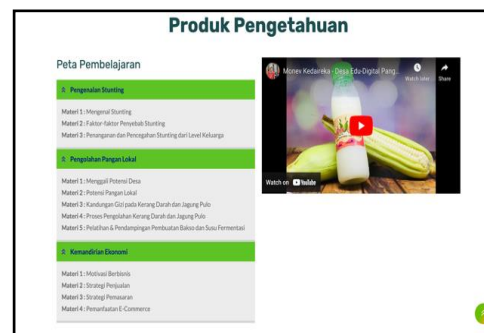 Produk Pengetahuan
Peta Pembelajaran
Pengenalan Stunting
Materi 1 : Mengenal Stunting
Materi 2 : Faktor-faktor Penyebab Stunting
Materi 3 : Penanganan dan Pencegahan Stunting dari Level Keluarga
Pengolahan Pangan Lokal
Materi 1 : Menggali Potensi Desa
Materi 2 : Potensi Pangan Lokal
Materi 3 : Kandungan Gizi pada Kerang Darah dan Jagung Pulo
Materi 4 : Proses Pengolahan Kerang Darah dan Jagung Pulo
Materi 5 : Pelatihan & Pendampingan Pembuatan Bakso dan Susu Fermentasi
Kemandirian Ekonomi
Materi 1 : Motivasi Berbisnis
Materi 2 : Strategi Penjualan
Materi 3 : Strategi Pemasaran
Materi 4 : Pemanfaatan E-Commerce
Monev Kedaireka - Desa Edu-Digital Pang...
Watch later
Share
Watch on YouTube